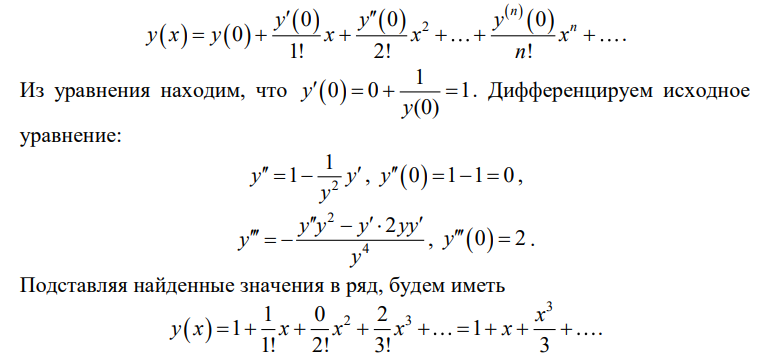 y(x) = y(0) + \frac{y'(0)}{1!}x + \frac{y''(0)}{2!}x^2 + \ldots + \frac{y^{(n)}(0)}{n!}x^n + \ldots.
Из уравнения находим, что y'(0) = 0 + \frac{1}{y(0)} = 1. Дифференцируем исходное
уравнение:
y'' = 1 - \frac{1}{y^2}y', y''(0) = 1 - 1 = 0,
y''' = -\frac{y''y^2 - y' \cdot 2yy'}{y^4}, y'''(0) = 2.
Подставляя найденные значения в ряд, будем иметь
y(x) = 1 + \frac{1}{1!}x + \frac{0}{2!}x^2 + \frac{2}{3!}x^3 + \ldots = 1 + x + \frac{x^3}{3} + \ldots.